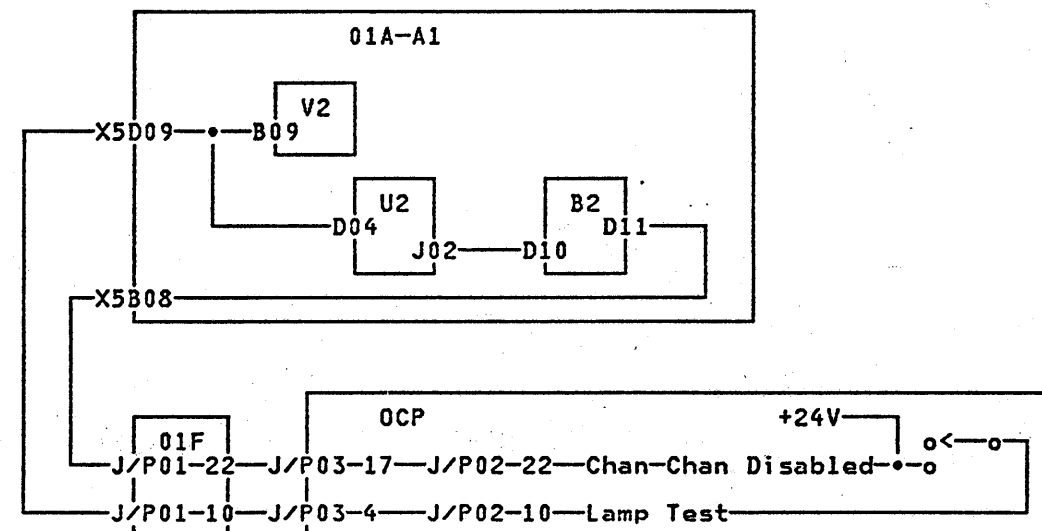 01A-A1
V2
X5D09 B09
U2 B2
D04 D11
J02 D10
X5B08
OCP +24V
01F
J/P01-22 J/P03-17 J/P02-22 Chan-Chan Disabled
J/P01-10 J/P03-4 J/P02-10 Lamp Test